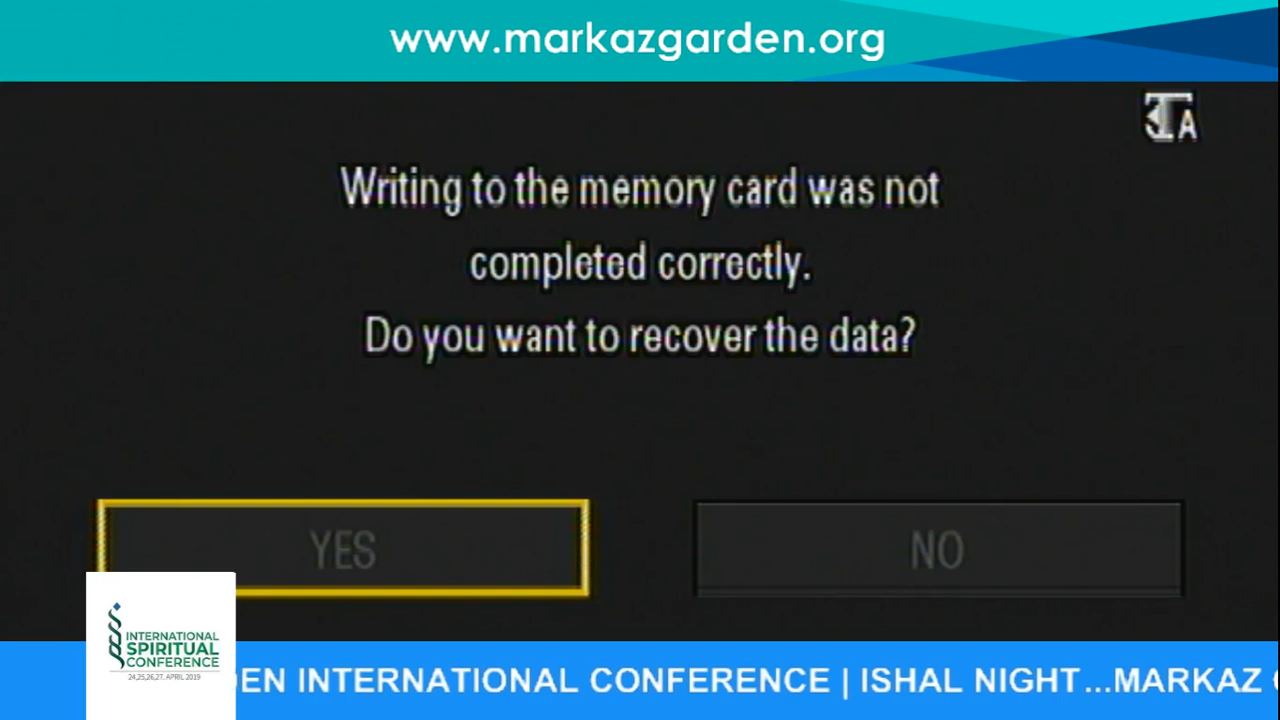 www.markazgarden.org
A
Writing to the memory card was not
completed correctly.
Do you want to recover the data?
YES
NO
INTERNATIONAL
SPIRITUAL
CONFERENCE
24,25,26,27. APRIL 2019
EN INTERNATIONAL CONFERENCE | ISHAL NIGHT...MARKAZ